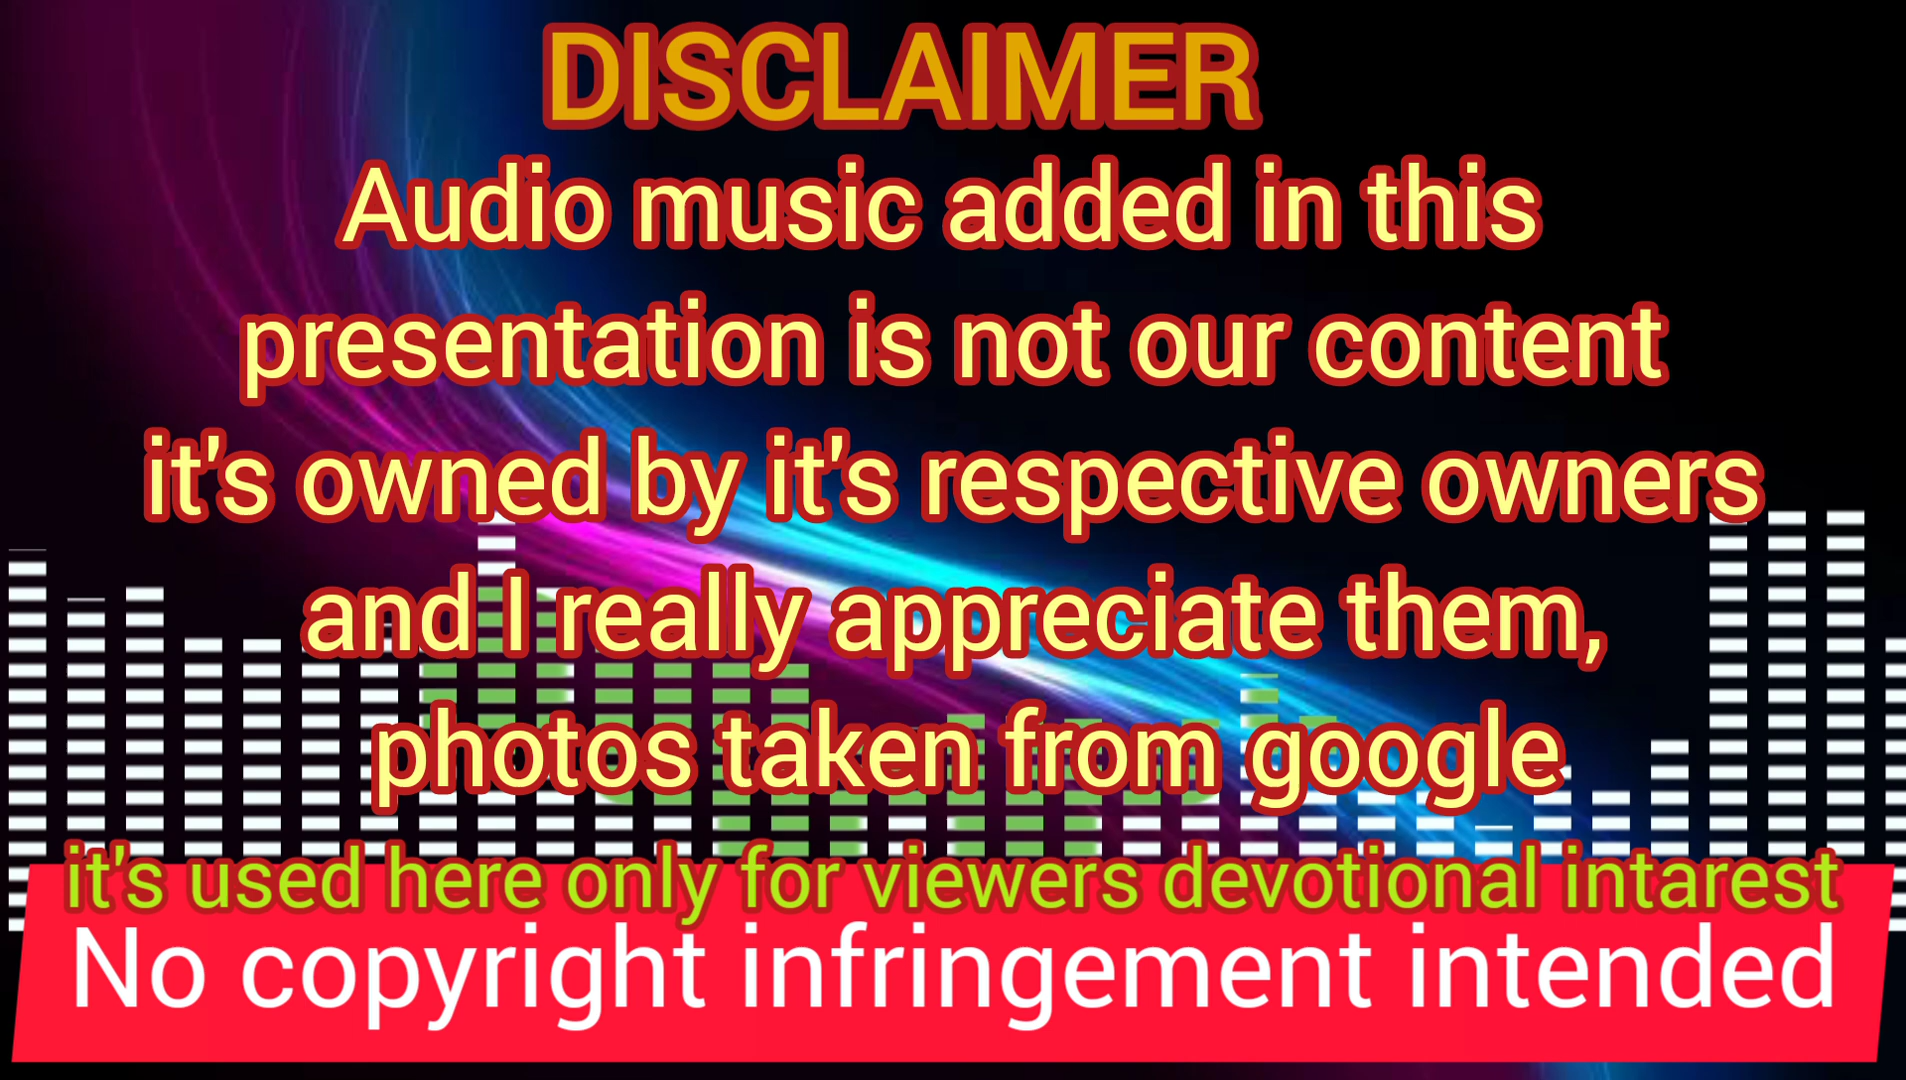 DISCLAIMER
Audio music added in this
presentation is not our content
it's owned by it's respective owners
and I really appreciate them,
photos taken from google
it's used here only for viewers devotional intarest
No copyright infringement intended